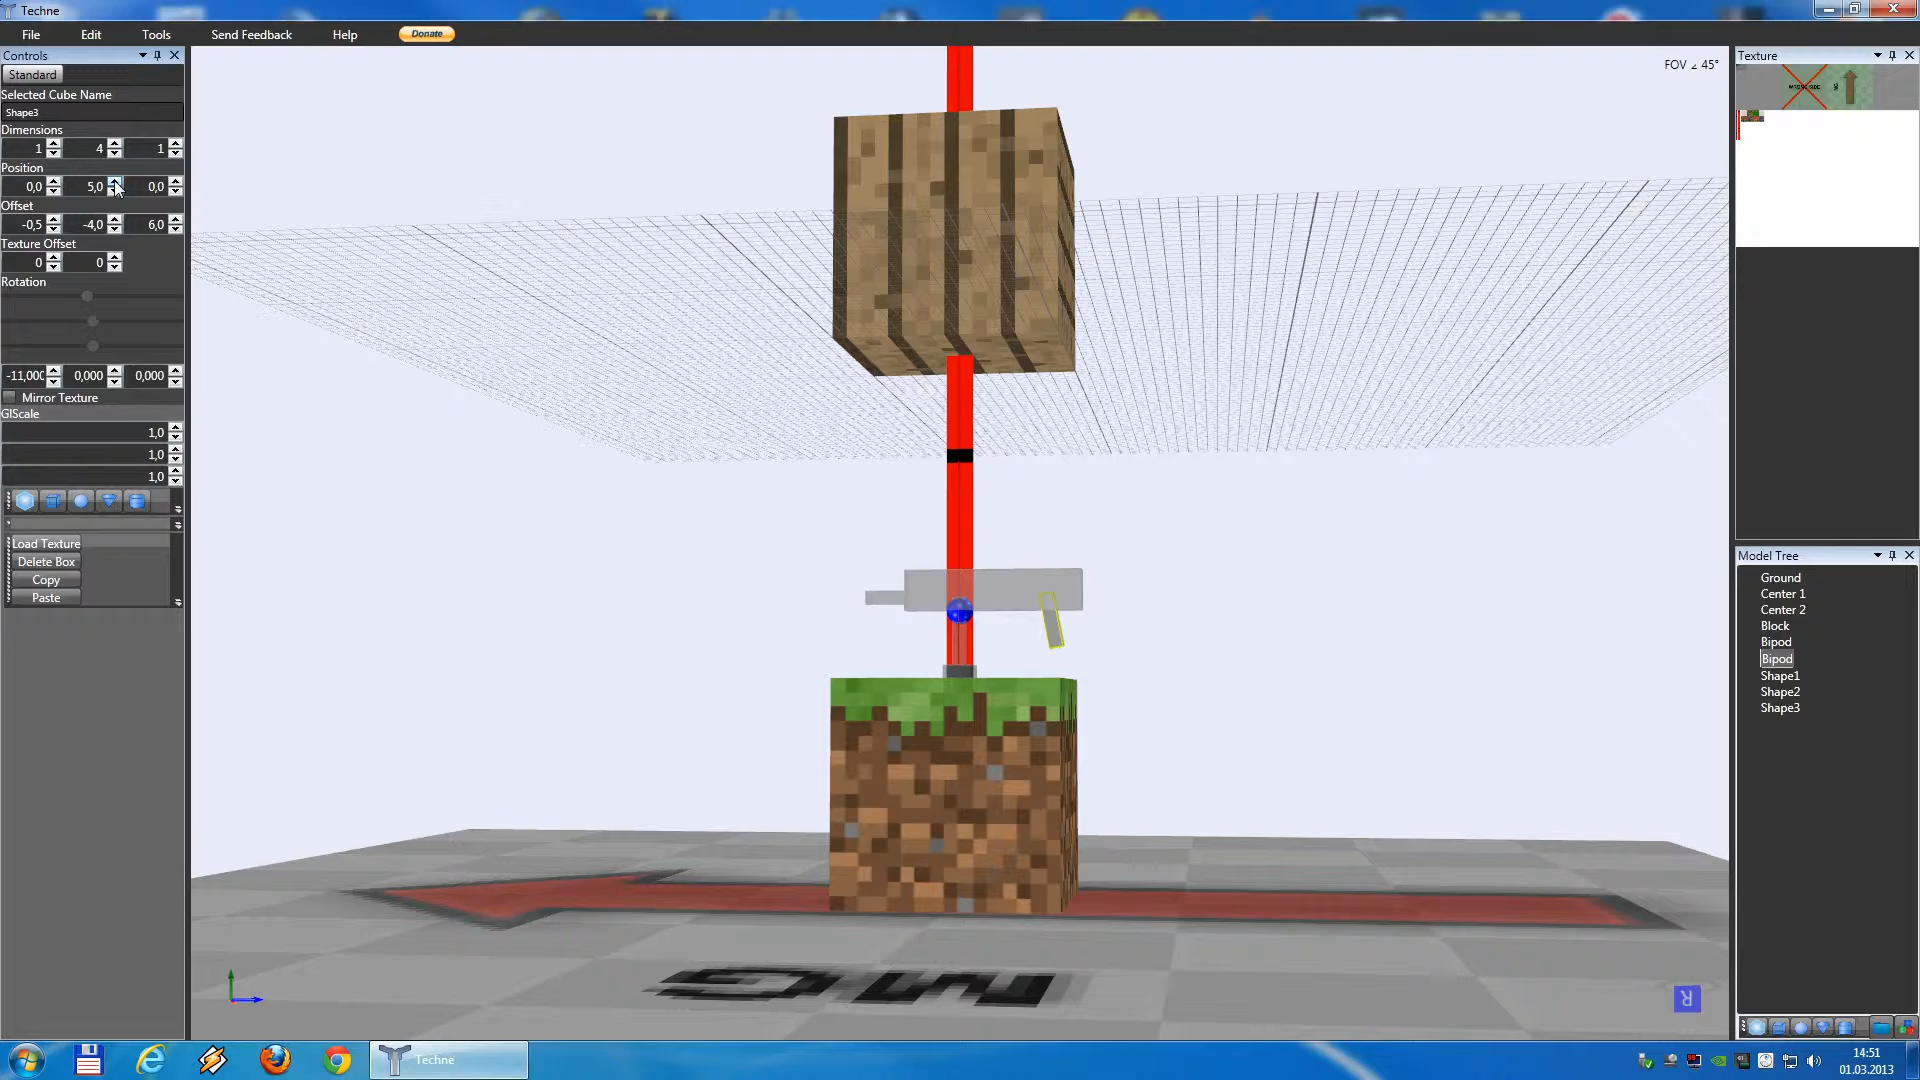 Techne
File Edit Tools Send Feedback Help Donate
Controls
Standard
Selected Cube Name
Shape3
Dimensions
1 4 1
Position
0,0 5,0 0,0
Offset
-0,5 -4,0 6,0
Texture Offset
0 0
Rotation
-11,000 0,000 0,000
Mirror Texture
GlScale
1,0
1,0
1,0
Load Texture
Delete Box
Copy
Paste
FOV ∠ 45°
Texture
WRONG SIDE
Model Tree
Ground
Center 1
Center 2
Block
Bipod
Bipod
Shape1
Shape2
Shape3
Techne
14:51
01.03.2013